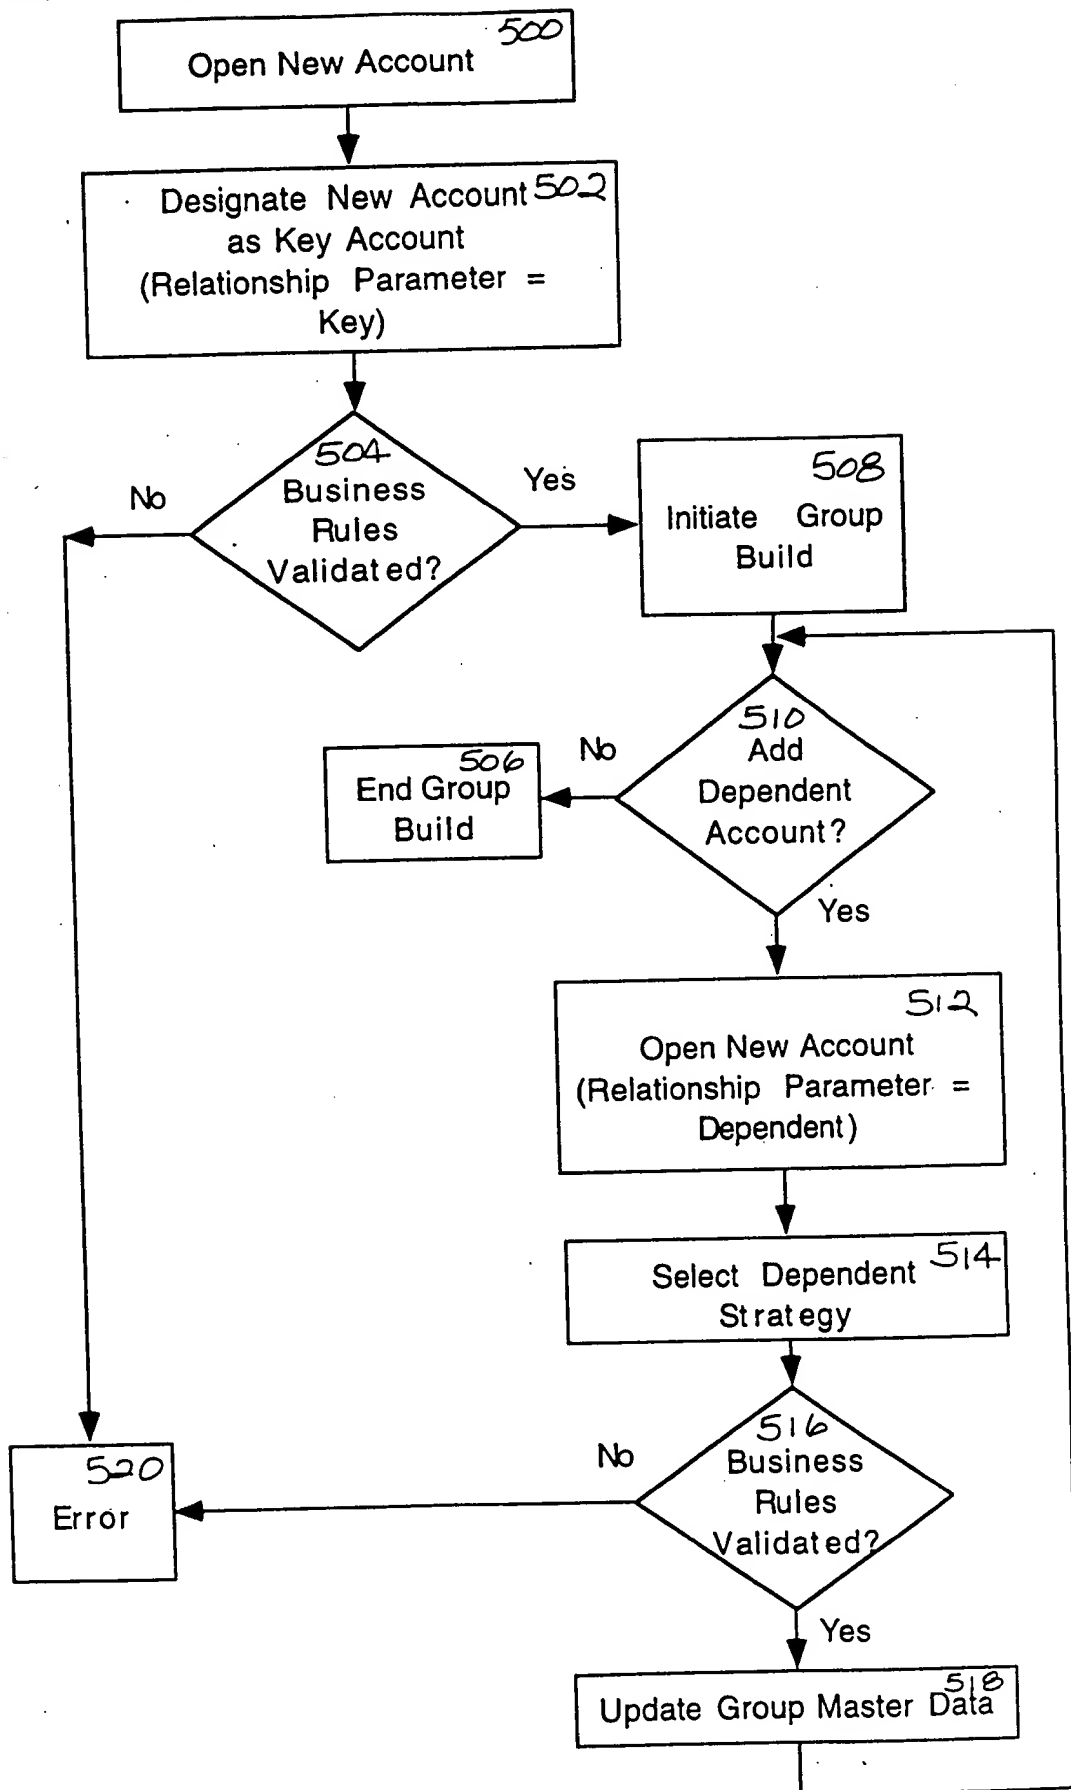 500
Open New Account
502
Designate New Account
as Key Account
(Relationship Parameter =
Key)
504
Business
Rules
Validated?
No
Yes
508
Initiate Group
Build
510
Add
Dependent
Account?
No
506
End Group
Build
Yes
512
Open New Account
(Relationship Parameter =
Dependent)
514
Select Dependent
Strategy
516
Business
Rules
Validated?
No
520
Error
Yes
518
Update Group Master Data